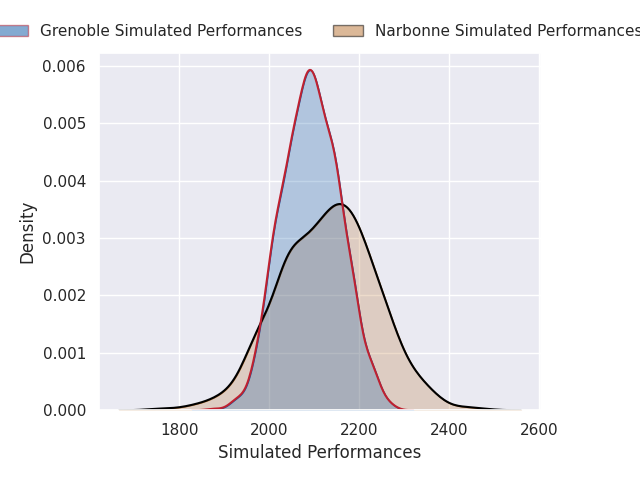 Grenoble Simulated Performances Narbonne Simulated Performances
0.006
0.005
0.004
0.003
0.002
0.001
0.000
Density
1800 2000 2200 2400 2600
Simulated Performances